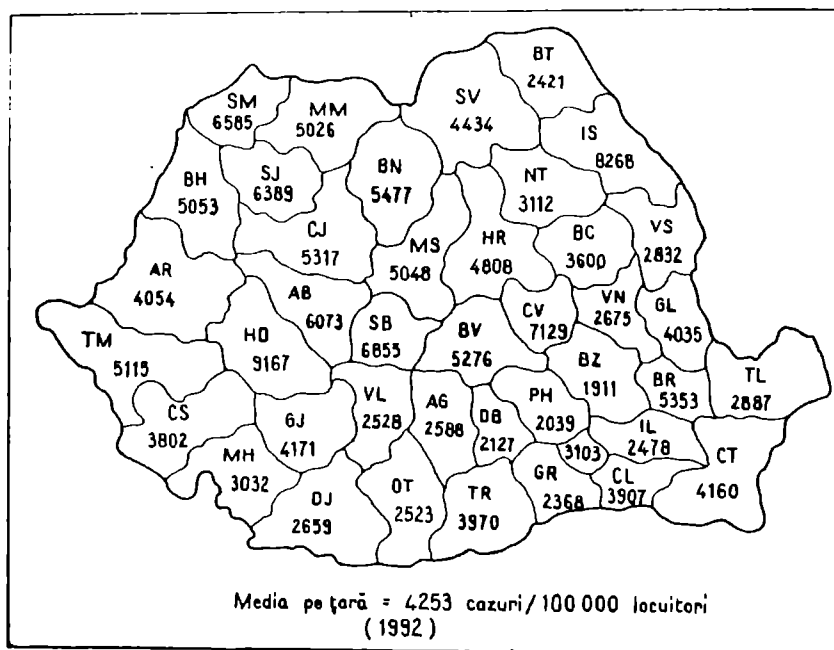 BT
2421
SM
6585
MM
5026
SV
4434
IS
8268
BH
5053
SJ
6389
BN
5477
NT
3112
CJ
5317
MS
5048
HR
4808
BC
3600
VS
2832
AR
4054
AB
6073
SB
6855
BV
5276
CV
7129
VN
2675
GL
4035
TM
5115
HD
9167
BZ
1911
BR
5353
TL
2887
CS
3802
GJ
4171
VL
2528
AG
2588
DB
2127
PH
2039
3103
IL
2478
CT
4160
MH
3032
DJ
2659
OT
2523
TR
3970
GR
2368
CL
3907
Media pe țară = 4253 cazuri/100 000 locuitori
(1992)